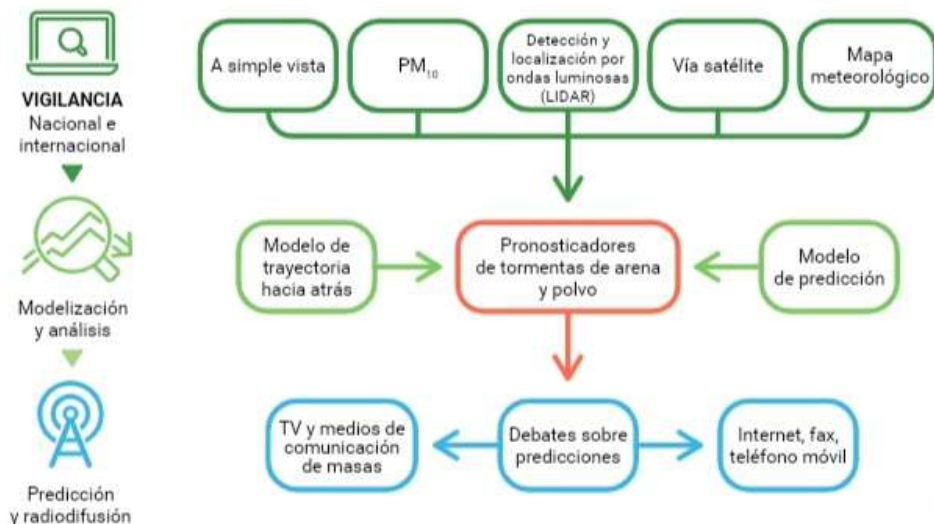 VIGILANCIA
Nacional e
internacional
A simple vista
PM₁₀
Detección y
localización por
ondas luminosas
(LIDAR)
Vía satélite
Mapa
meteorológico
Modelización
y análisis
Modelo de
trayectoria
hacia atrás
Pronosticadores
de tormentas de arena
y polvo
Modelo
de predicción
Predicción
y radiodifusión
TV y medios de
comunicación
de masas
Debates sobre
predicciones
Internet, fax,
teléfono móvil